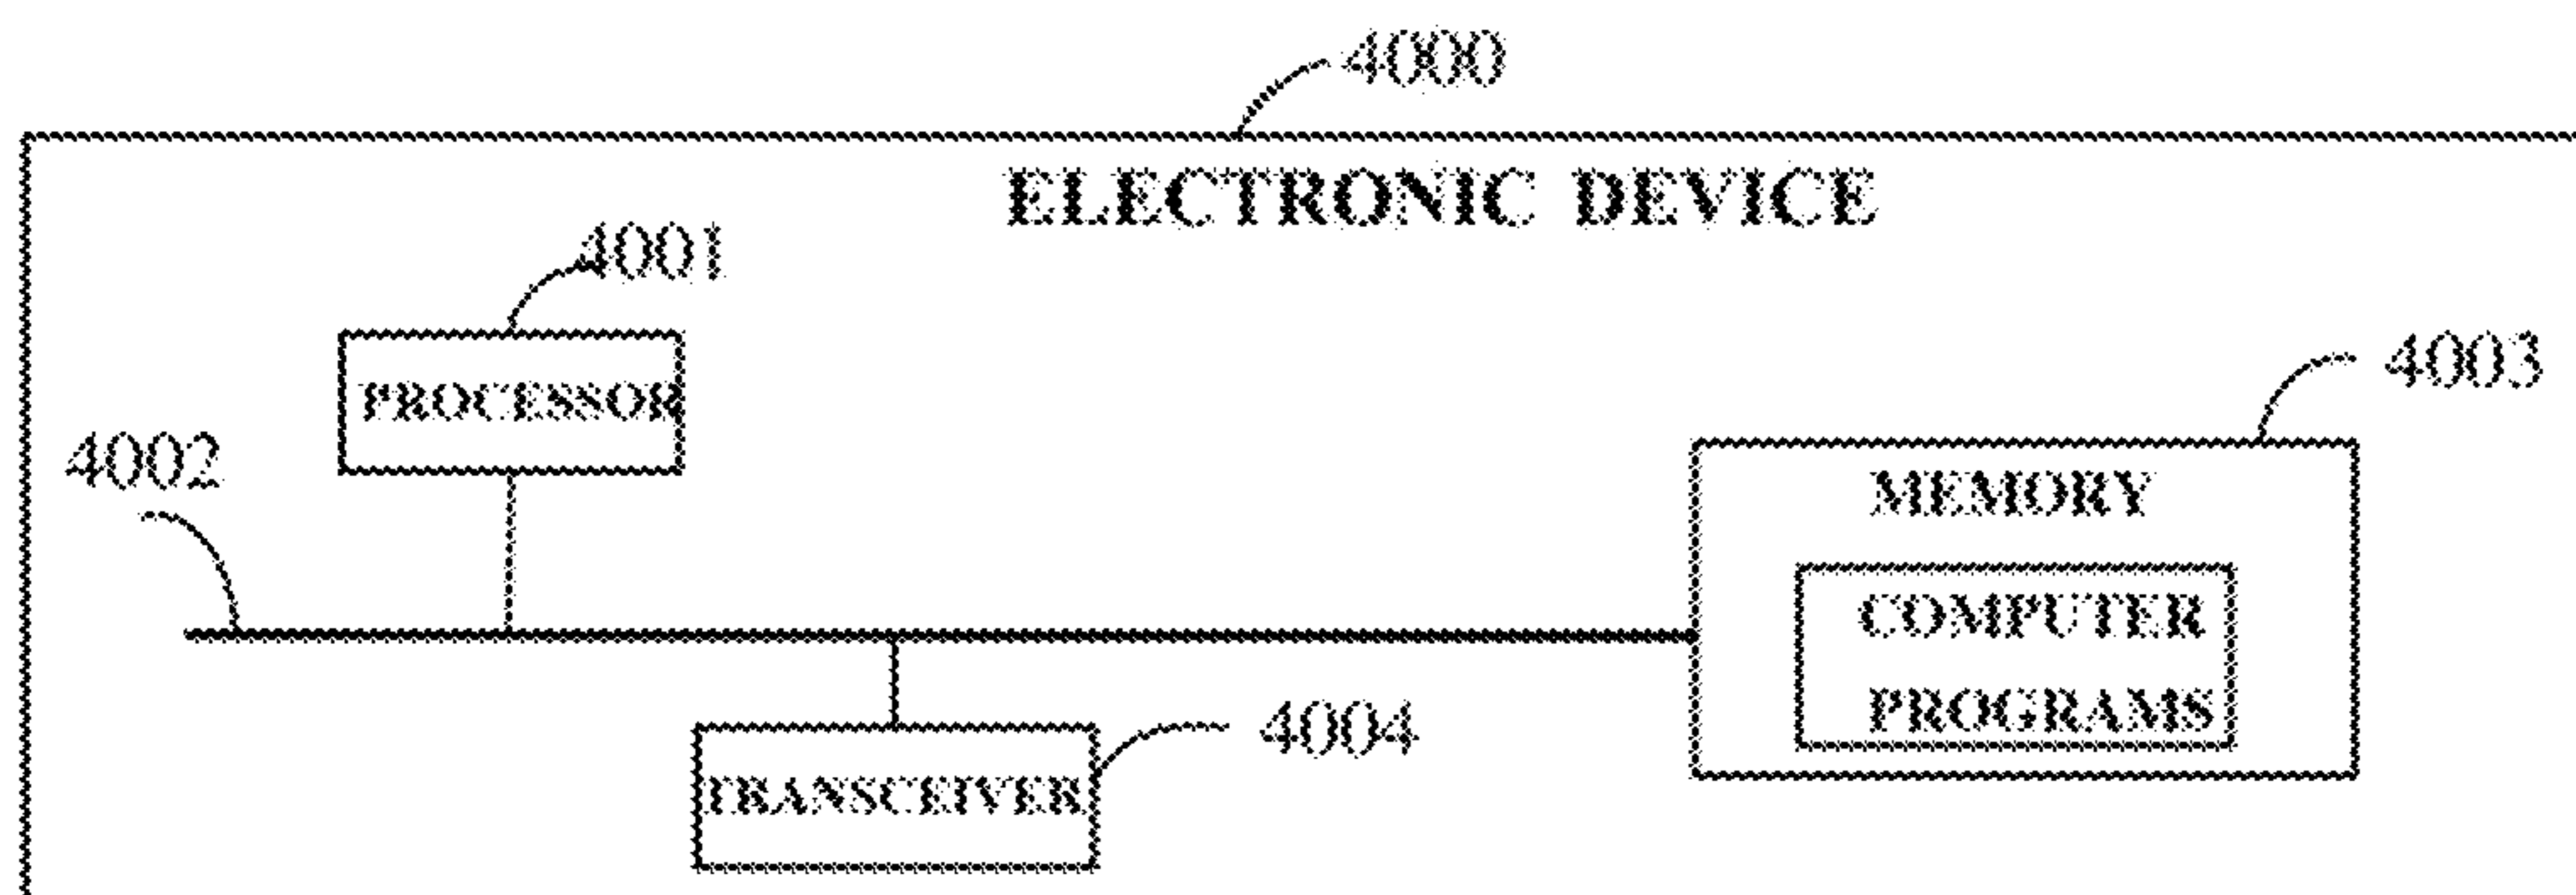 4000
ELECTRONIC DEVICE
4001
PROCESSOR
4003
4002
MEMORY
COMPUTER
PROGRAMS
4004
TRANSCEIVER